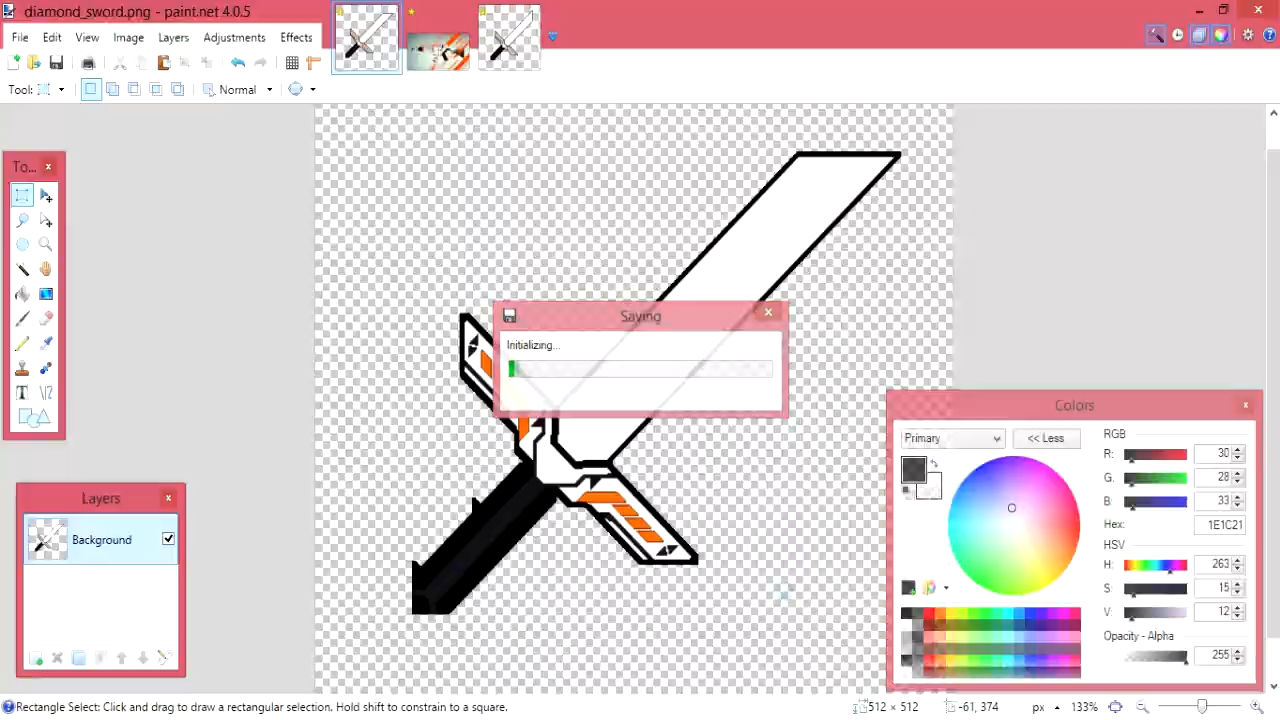 diamond_sword.png - paint.net 4.0.5
File Edit View Image Layers Adjustments Effects
Tool: Normal
To...
Saving
Initializing...
Colors
Primary
<< Less
RGB
R: 30
G: 28
B: 33
Hex: 1E1C21
HSV
H: 263
S: 15
V: 12
Opacity - Alpha
255
Layers
Background
Rectangle Select: Click and drag to draw a rectangular selection. Hold shift to constrain to a square.
512 × 512
-61, 374
px
133%